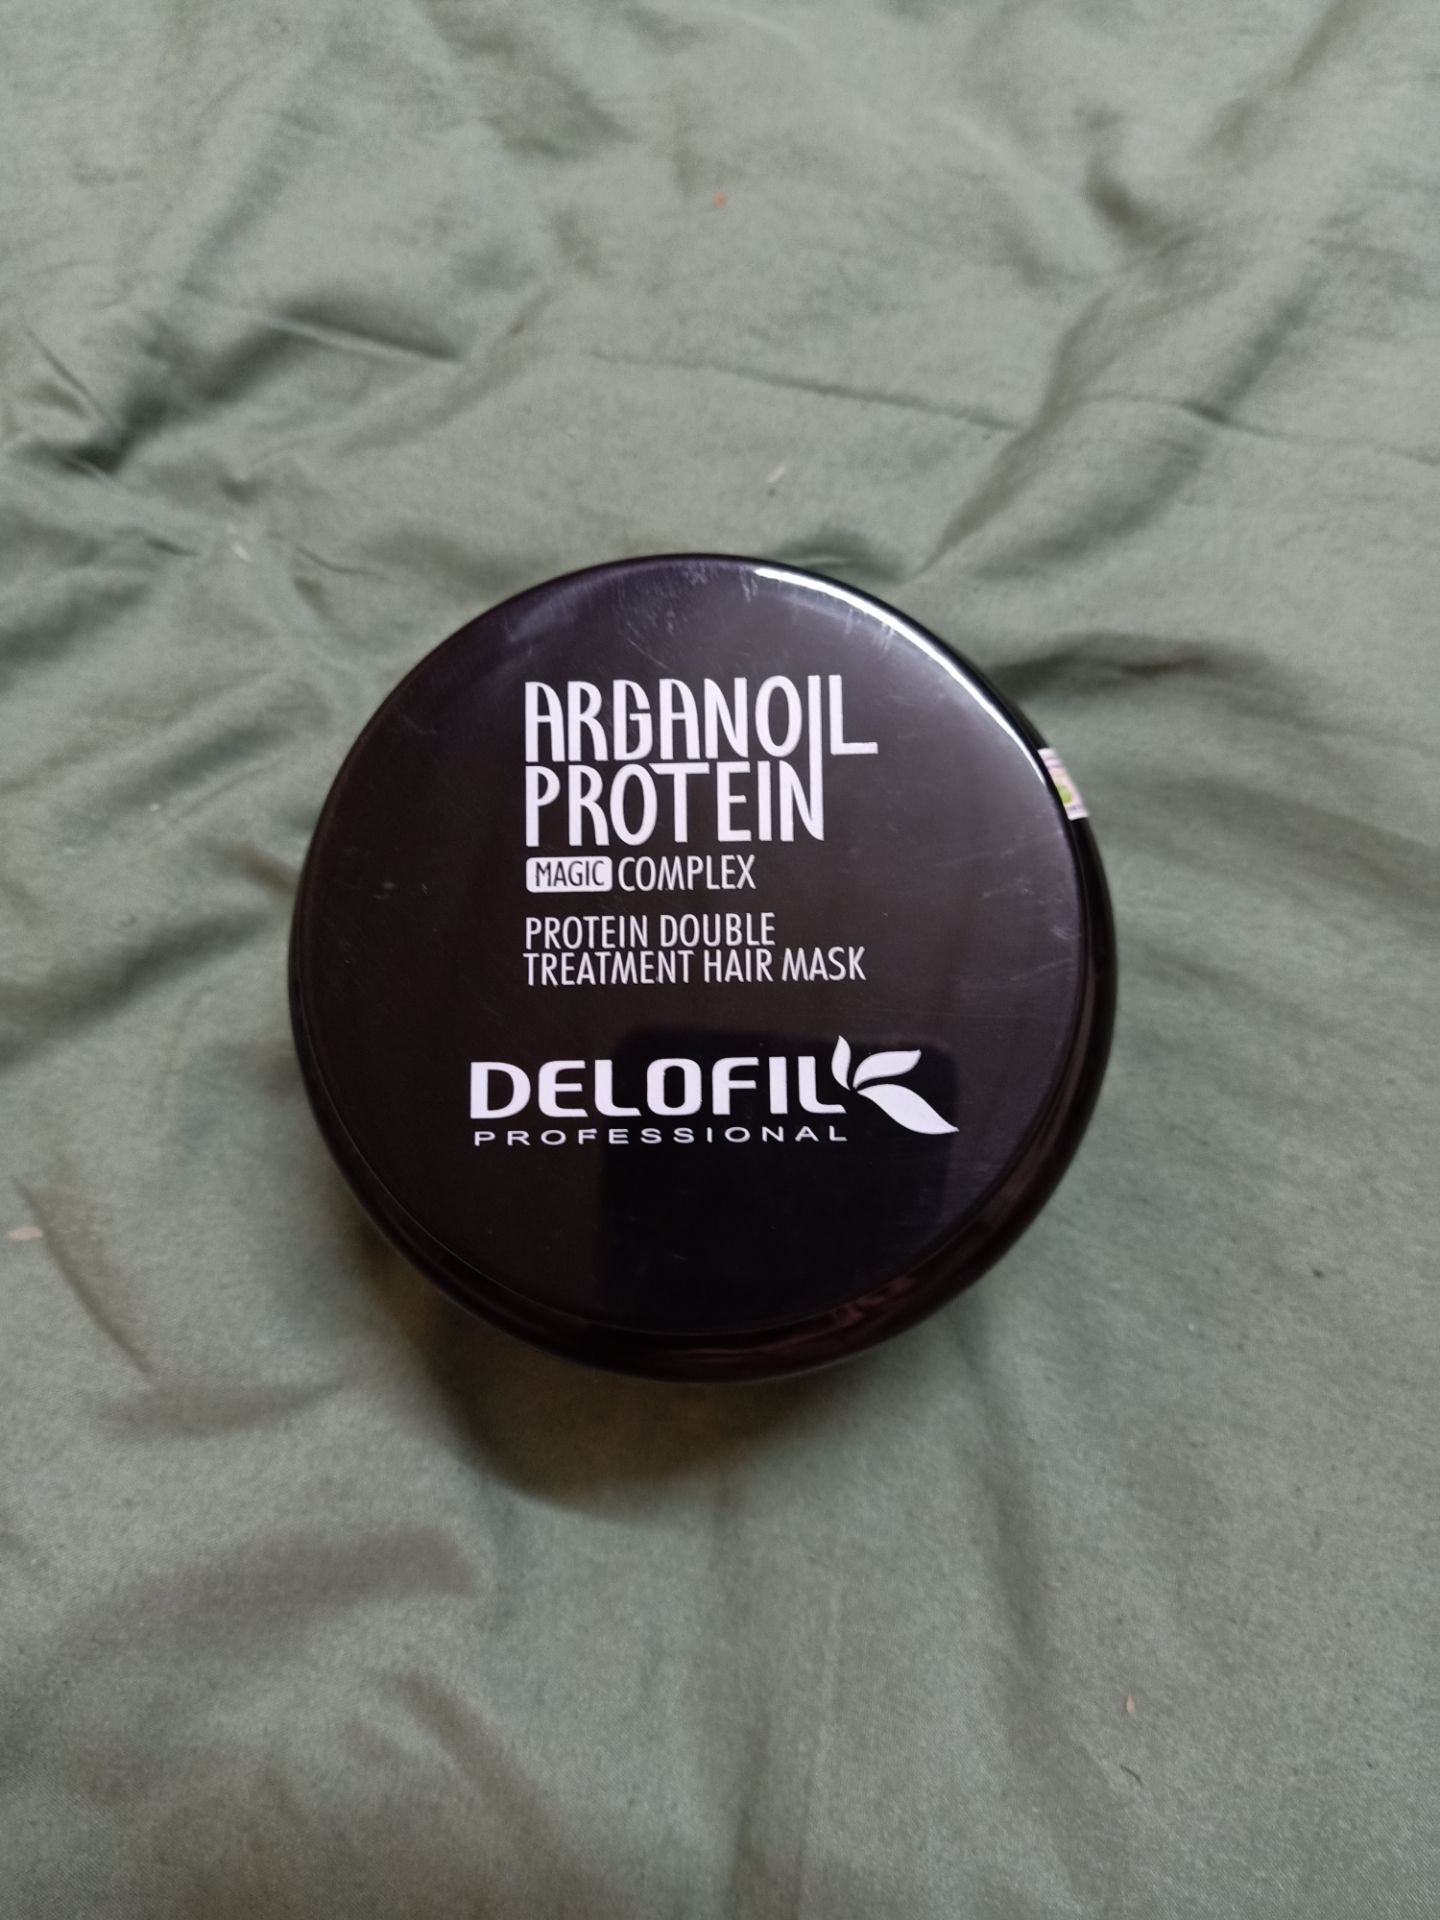 ARGANOIL
PROTEIN
MAGIC COMPLEX
PROTEIN DOUBLE
TREATMENT HAIR MASK
DELOFIL
PROFESSIONAL